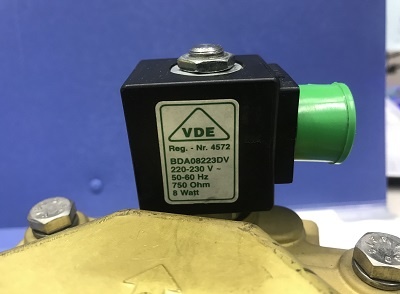 VDE
Reg. - Nr. 4572
BDA08223DV
220-230 V ~
50-60 Hz
750 Ohm
8 Watt